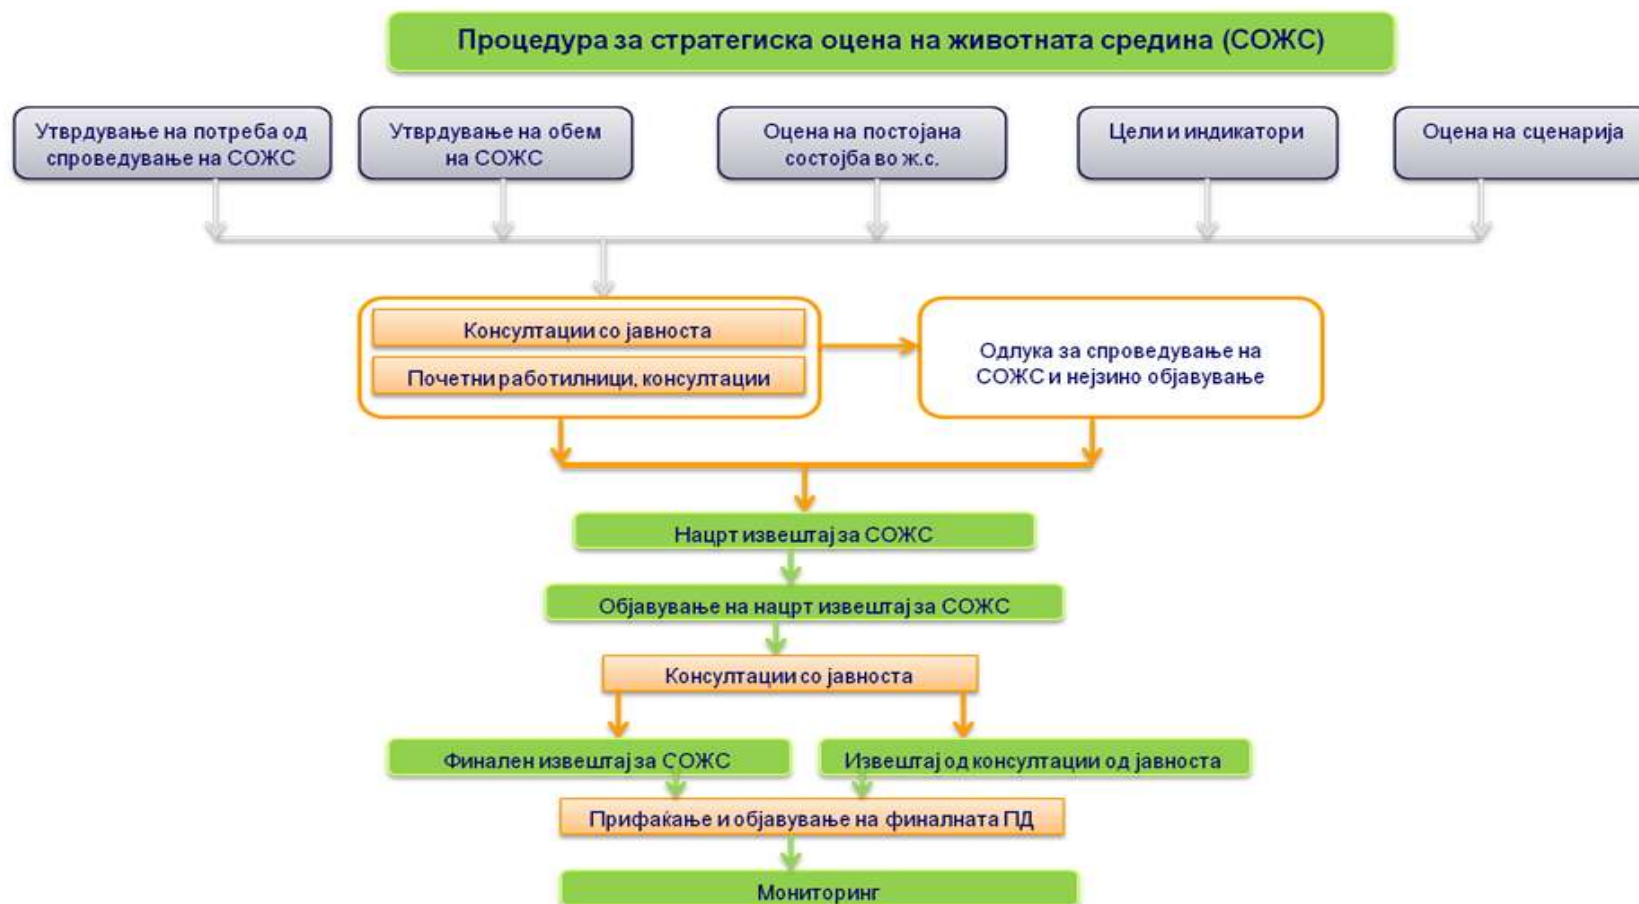 Процедура за стратегиска оцена на животната средина (СОЖС)
Утврдување на потреба од
спроведување на СОЖС
Утврдување на обем
на СОЖС
Оцена на постојана
состојба во ж.с.
Цели и индикатори
Оцена на сценарија
Консултации со јавноста
Почетни работилници, консултации
Одлука за спроведување на
СОЖС и нејзино објавување
Нацрт извештај за СОЖС
Објавување на нацрт извештај за СОЖС
Консултации со јавноста
Финален извештај за СОЖС
Извештај од консултации од јавноста
Прифаќање и објавување на финалната ПД
Мониторинг